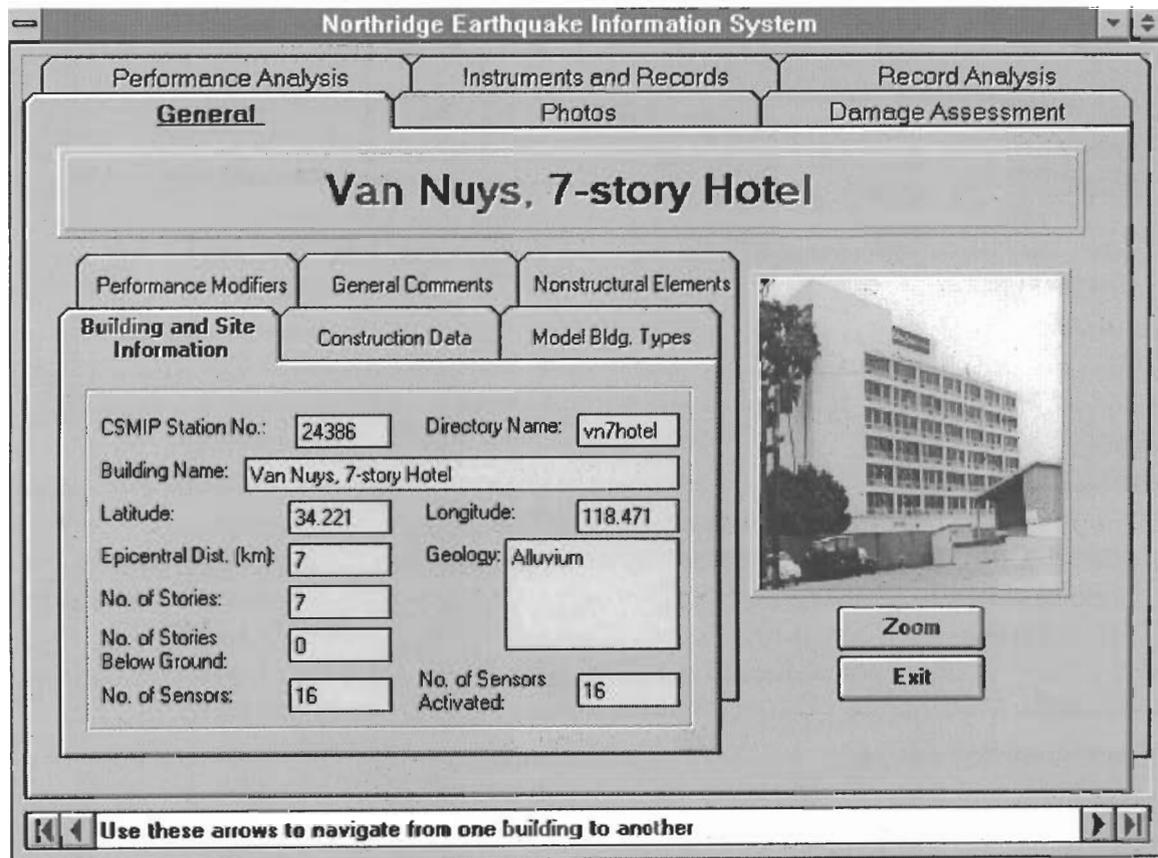 Northridge Earthquake Information System
Performance Analysis
Instruments and Records
Record Analysis
General
Photos
Damage Assessment
Van Nuys, 7-story Hotel
Performance Modifiers
General Comments
Nonstructural Elements
Building and Site
Information
Construction Data
Model Bldg. Types
CSMIP Station No.: 24386
Directory Name: vn7hotel
Building Name: Van Nuys, 7-story Hotel
Latitude: 34.221
Longitude: 118.471
Epicentral Dist. (km): 7
Geology: Alluvium
No. of Stories: 7
No. of Stories
Below Ground: 0
No. of Sensors: 16
No. of Sensors
Activated: 16
Zoom
Exit
Use these arrows to navigate from one building to another